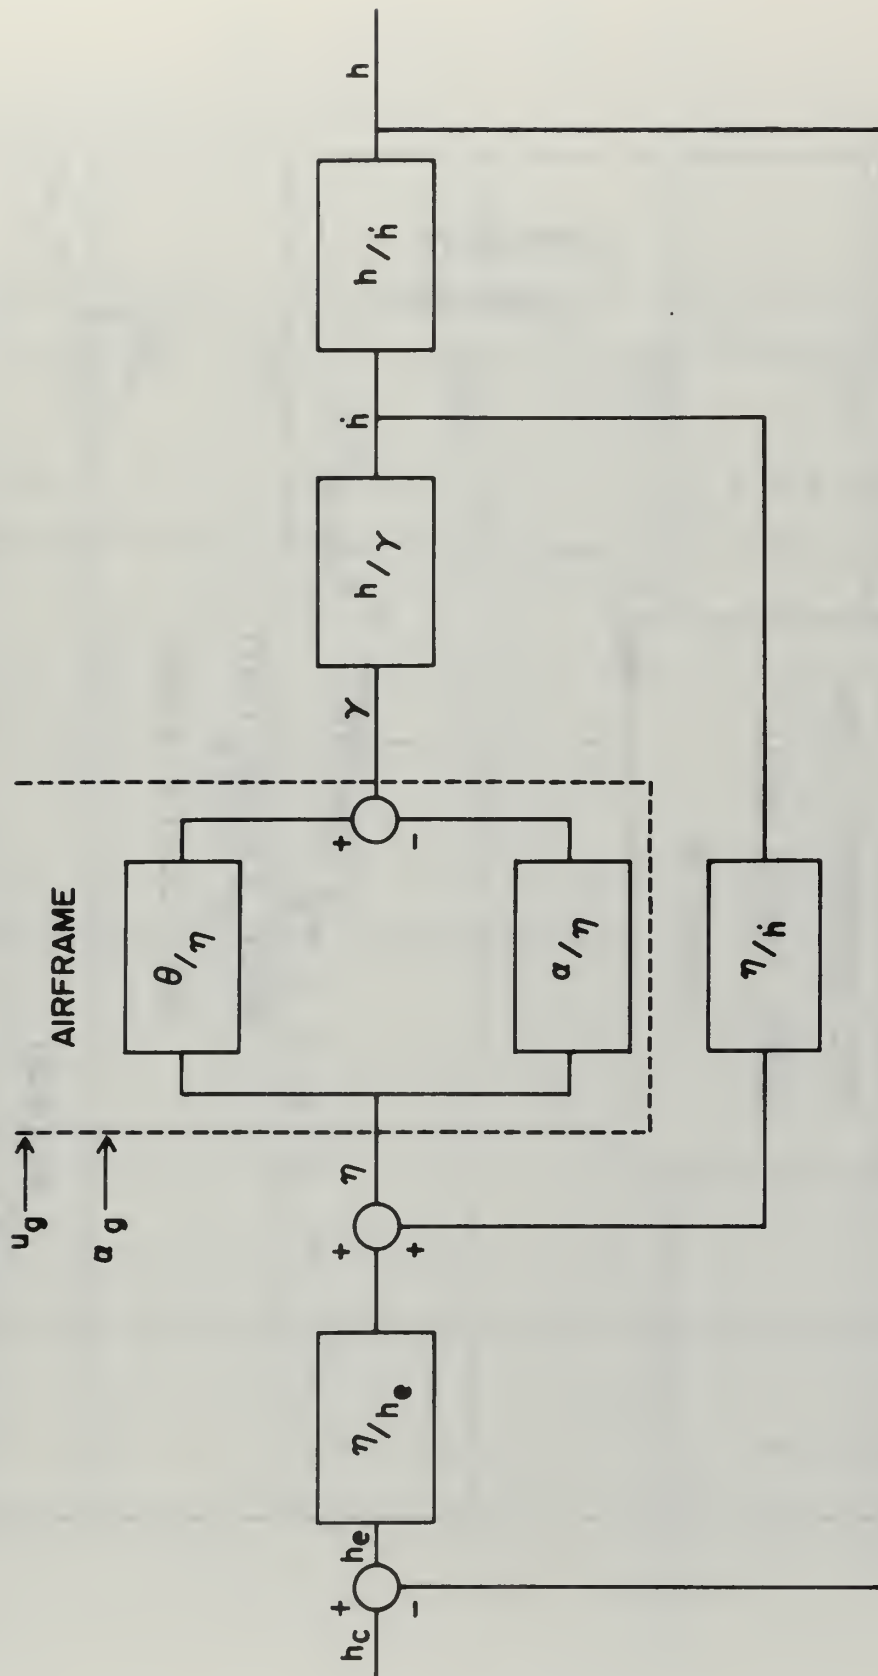 u_g
α_g
AIRFRAME
θ/η
h_c
+
-
h_e
η/h_e
+
+
η
+
-
γ
h/γ
ḣ
h/ḣ
h
α/η
η/ḣ